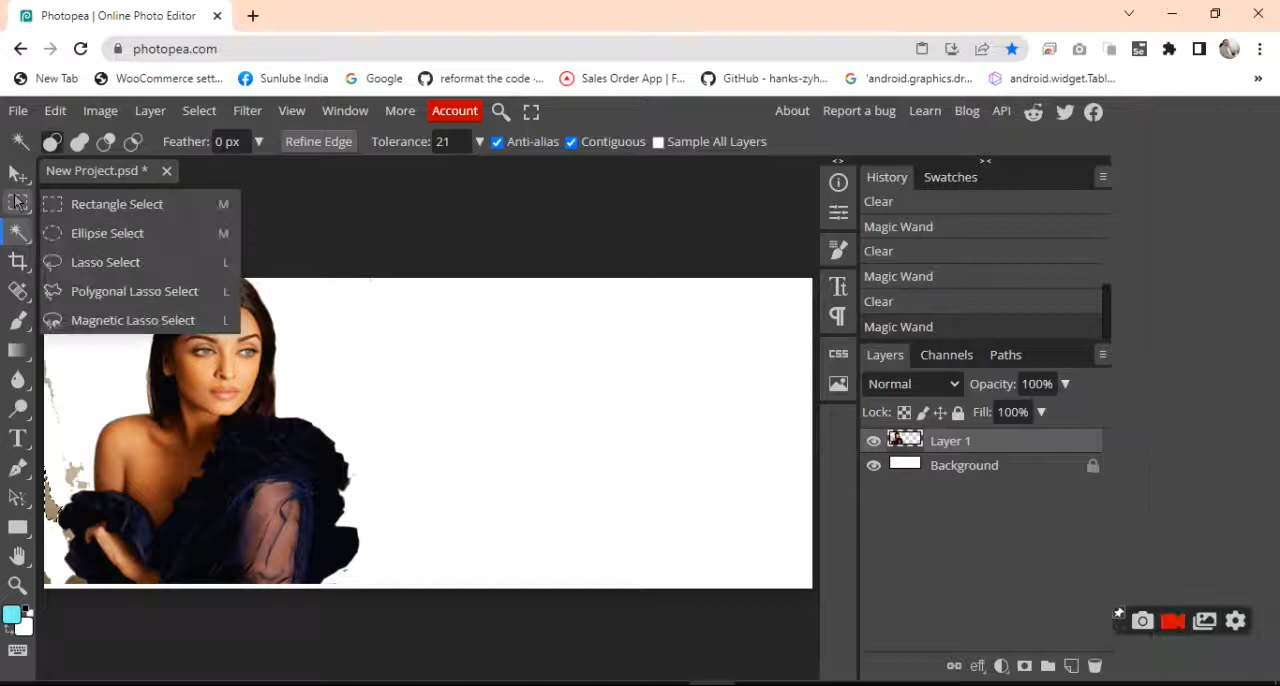 Photopea | Online Photo Editor
photopea.com
New Tab WooCommerce sett... Sunlube India Google reformat the code -... Sales Order App | F... GitHub - hanks-zyh... 'android.graphics.dr... android.widget.Tabl... »
File Edit Image Layer Select Filter View Window More Account About Report a bug Learn Blog API
Feather: 0 px Refine Edge Tolerance: 21 Anti-alias Contiguous Sample All Layers
New Project.psd *
Rectangle Select M
Ellipse Select M
Lasso Select L
Polygonal Lasso Select L
Magnetic Lasso Select L
History Swatches
Clear
Magic Wand
Clear
Magic Wand
Clear
Magic Wand
CSS
Layers Channels Paths
Normal Opacity: 100%
Lock: Fill: 100%
Layer 1
Background
eff